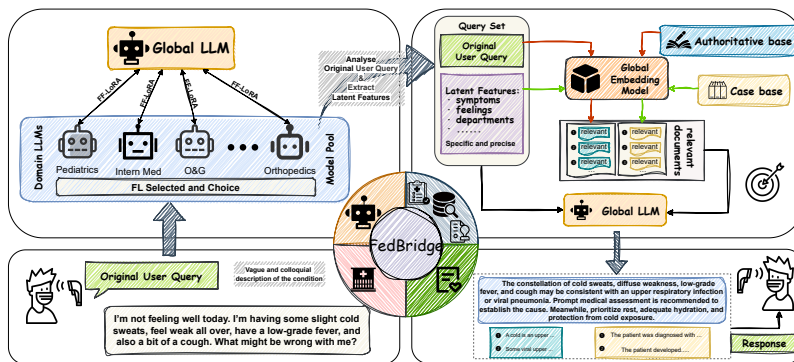 Global LLM
FF-LoRA
FF-LoRA
FF-LoRA
FF-LoRA
Domain LLMs
Model Pool
Pediatrics
Intern Med
O&G
Orthopedics
FL Selected and Choice
Analyse
Original User Query
&
Extract
Latent Features
Query Set
Original
User Query
Latent Features:
· symptoms
· feelings
· departments
· ......
Specific and precise
Global
Embedding
Model
Authoritative base
Case base
relevant
relevant
relevant
relevant
relevant
relevant
relevant
documents
Global LLM
FedBridge
Original User Query
Vague and colloquial
description of the condition
I'm not feeling well today. I'm having some slight cold
sweats, feel weak all over, have a low-grade fever, and
also a bit of a cough. What might be wrong with me?
The constellation of cold sweats, diffuse weakness, low-grade
fever, and cough may be consistent with an upper respiratory infection
or viral pneumonia. Prompt medical assessment is recommended to
establish the cause. Meanwhile, prioritize rest, adequate hydration, and
protection from cold exposure.
A cold is an upper ...
Some viral upper ...
The patient was diagnosed with ...
The patient developed....
Response